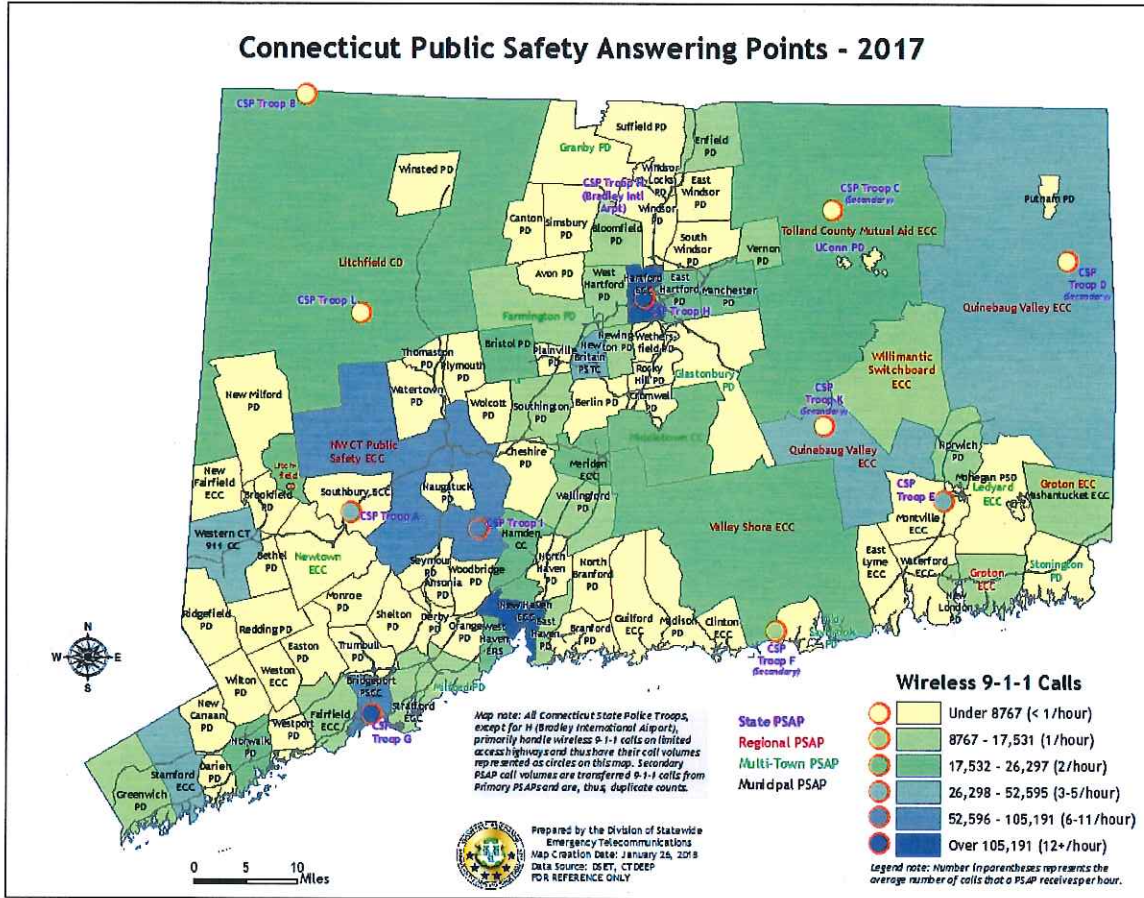 Connecticut Public Safety Answering Points - 2017
CSP Troop B
Suffield PD
Enfield
PD
Granby PD
Winsted PD
Windsor
Locks
PD
East
Windsor
PD
CSP Troop C
(Secondary)
Putnam PD
(Bradley Intl
Arpt)
Windsor
PD
Canton
PD
Simsbury
PD
Bloomfield
PD
Tolland County Mutual Aid ECC
UConn PD
South
Windsor
PD
Vernon
PD
Litchfield CD
Avon PD
West
Hartford
PD
Hartford
ECC
East
Hartford
PD
Manchester
PD
CSP
Troop D
(Secondary)
CSP Troop L
CSP Troop H
Quinebaug Valley ECC
Farmington PD
Bristol PD
Plainville
PD
New
Britain
PSTC
Newing
ton PD
Wethers-
field PD
Rocky
Hill PD
Glastonbury
PD
Willimantic
Switchboard
ECC
Thomaston
PD
Plymouth
PD
Watertown
PD
Wolcott
PD
Southington
PD
Berlin PD
Cromwell
PD
CSP
Troop K
(Secondary)
New Milford
PD
NWCT Public
Safety ECC
Cheshire
PD
Middletown CC
Quinebaug Valley
ECC
Norwich
PD
Mohegan PSD
Ledyard
ECC
Groton ECC
Mashantucket ECC
New
Fairfield
ECC
Litch-
field
CD
Brookfield
PD
Southbury ECC
CSP Troop A
Naugatuck
PD
Meriden
ECC
Wallingford
PD
CSP
Troop E
Montville
ECC
Western CT
911 CC
CSP Troop I
Hamden
CC
Valley Shore ECC
Bethel
PD
Newtown
ECC
Seymour
PD
Woodbridge
PD
Ansonia
PD
North
Haven
PD
North
Branford
PD
East
Lyme
ECC
Waterford
ECC
Groton
ECC
Stonington
PD
New
London
PD
Ridgefield
PD
Redding PD
Monroe
PD
Shelton
PD
Derby
PD
Orange
PD
West
Haven
ERS
New Haven
ECC
East
Haven
PD
Branford
PD
Guilford
ECC
Madison
PD
Clinton
ECC
Easton
PD
Trumbull
PD
CSP
Troop F
(Secondary)
Wilton
PD
Weston
ECC
Bridgeport
PSCC
Milford PD
Stratford
ECC
CSP
Troop G
New
Canaan
PD
Westport
PD
Fairfield
ECC
Norwalk
PD
Darien
PD
Stamford
ECC
Greenwich
PD
N
W E
S
Map note: All Connecticut State Police Troops,
except for H (Bradley International Airport),
primarily handle wireless 9-1-1 calls on limited
access highways and thus have their call volumes
represented as circles on this map. Secondary
PSAP call volumes are transferred 9-1-1 calls from
Primary PSAPs and are, thus, duplicate counts.
State PSAP
Regional PSAP
Multi-Town PSAP
Municipal PSAP
Wireless 9-1-1 Calls
Under 8767 (< 1/hour)
8767 - 17,531 (1/hour)
17,532 - 26,297 (2/hour)
26,298 - 52,595 (3-5/hour)
52,596 - 105,191 (6-11/hour)
Over 105,191 (12+/hour)
Legend note: Number in parentheses represents the
average number of calls that a PSAP receives per hour.
Prepared by the Division of Statewide
Emergency Telecommunications
Map Creation Date: January 26, 2018
Data Source: DSET, CTDEEP
FOR REFERENCE ONLY
0 5 10
Miles